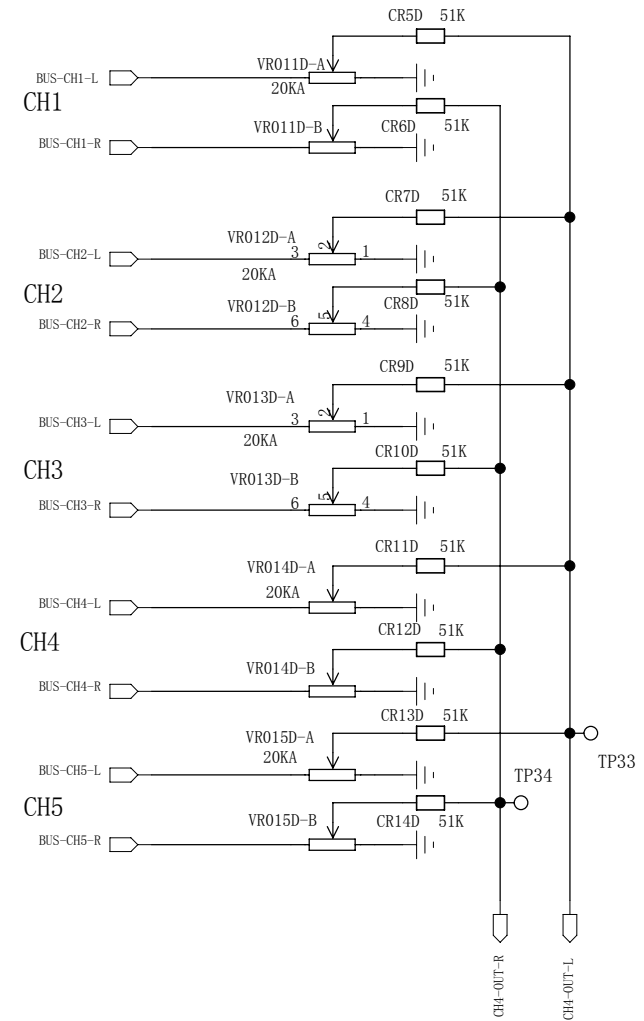 CR5D 51K
VR011D-A
BUS-CH1-L
20KA
CH1
VR011D-B CR6D 51K
BUS-CH1-R
CR7D 51K
VR012D-A
BUS-CH2-L 3 2 1
20KA
CH2
VR012D-B CR8D 51K
BUS-CH2-R 6 5 4
CR9D 51K
VR013D-A
BUS-CH3-L 3 2 1
20KA
CR10D 51K
CH3
VR013D-B
BUS-CH3-R 6 5 4
CR11D 51K
VR014D-A
20KA
BUS-CH4-L
CR12D 51K
CH4
VR014D-B
BUS-CH4-R
CR13D 51K
VR015D-A
20KA
TP33
BUS-CH5-L
TP34
CH5
VR015D-B CR14D 51K
BUS-CH5-R
CH4-OUT-R
CH4-OUT-L